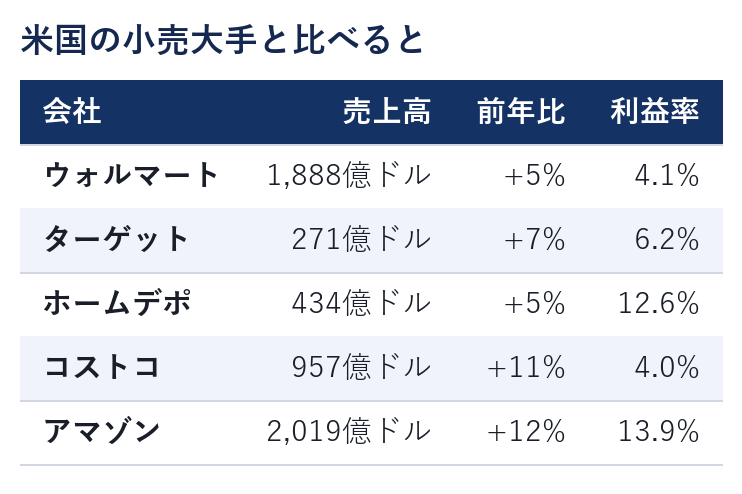 米国の小売大手と比べると
会社 売上高 前年比 利益率
ウォルマート 1,888億ドル +5% 4.1%
ターゲット 271億ドル +7% 6.2%
ホームデポ 434億ドル +5% 12.6%
コストコ 957億ドル +11% 4.0%
アマゾン 2,019億ドル +12% 13.9%